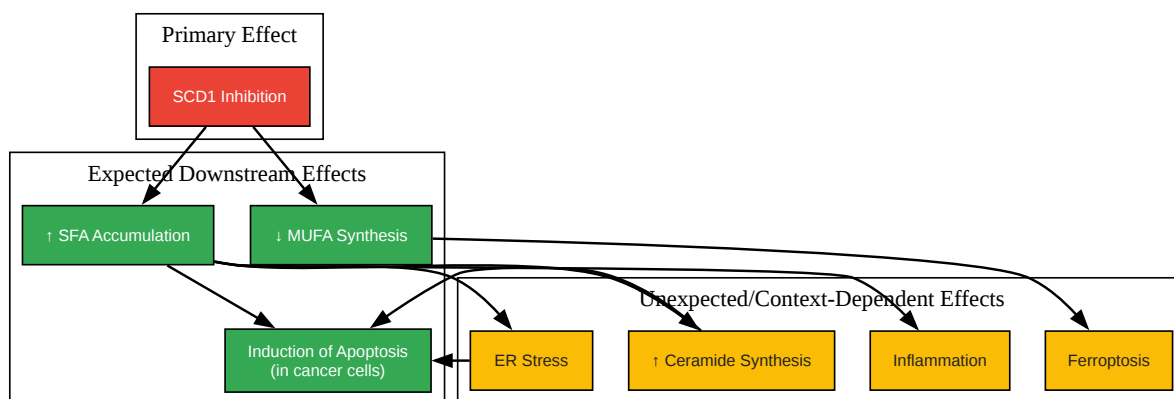 Primary Effect
SCD1 Inhibition
Expected Downstream Effects
↑ SFA Accumulation
↓ MUFA Synthesis
Unexpected/Context-Dependent Effects
Induction of Apoptosis
(in cancer cells)
ER Stress
↑ Ceramide Synthesis
Inflammation
Ferroptosis